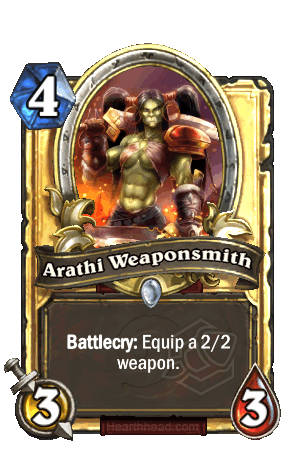 4
Arathi Weaponsmith
Battlecry: Equip a 2/2
weapon.
3
3
Hearthhead.com